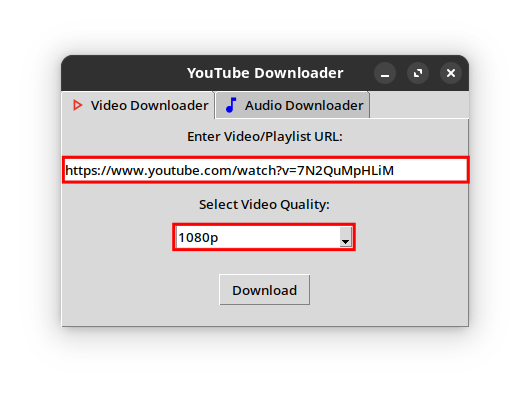 YouTube Downloader
Video Downloader
Audio Downloader
Enter Video/Playlist URL:
https://www.youtube.com/watch?v=7N2QuMpHLiM
Select Video Quality:
1080p
Download